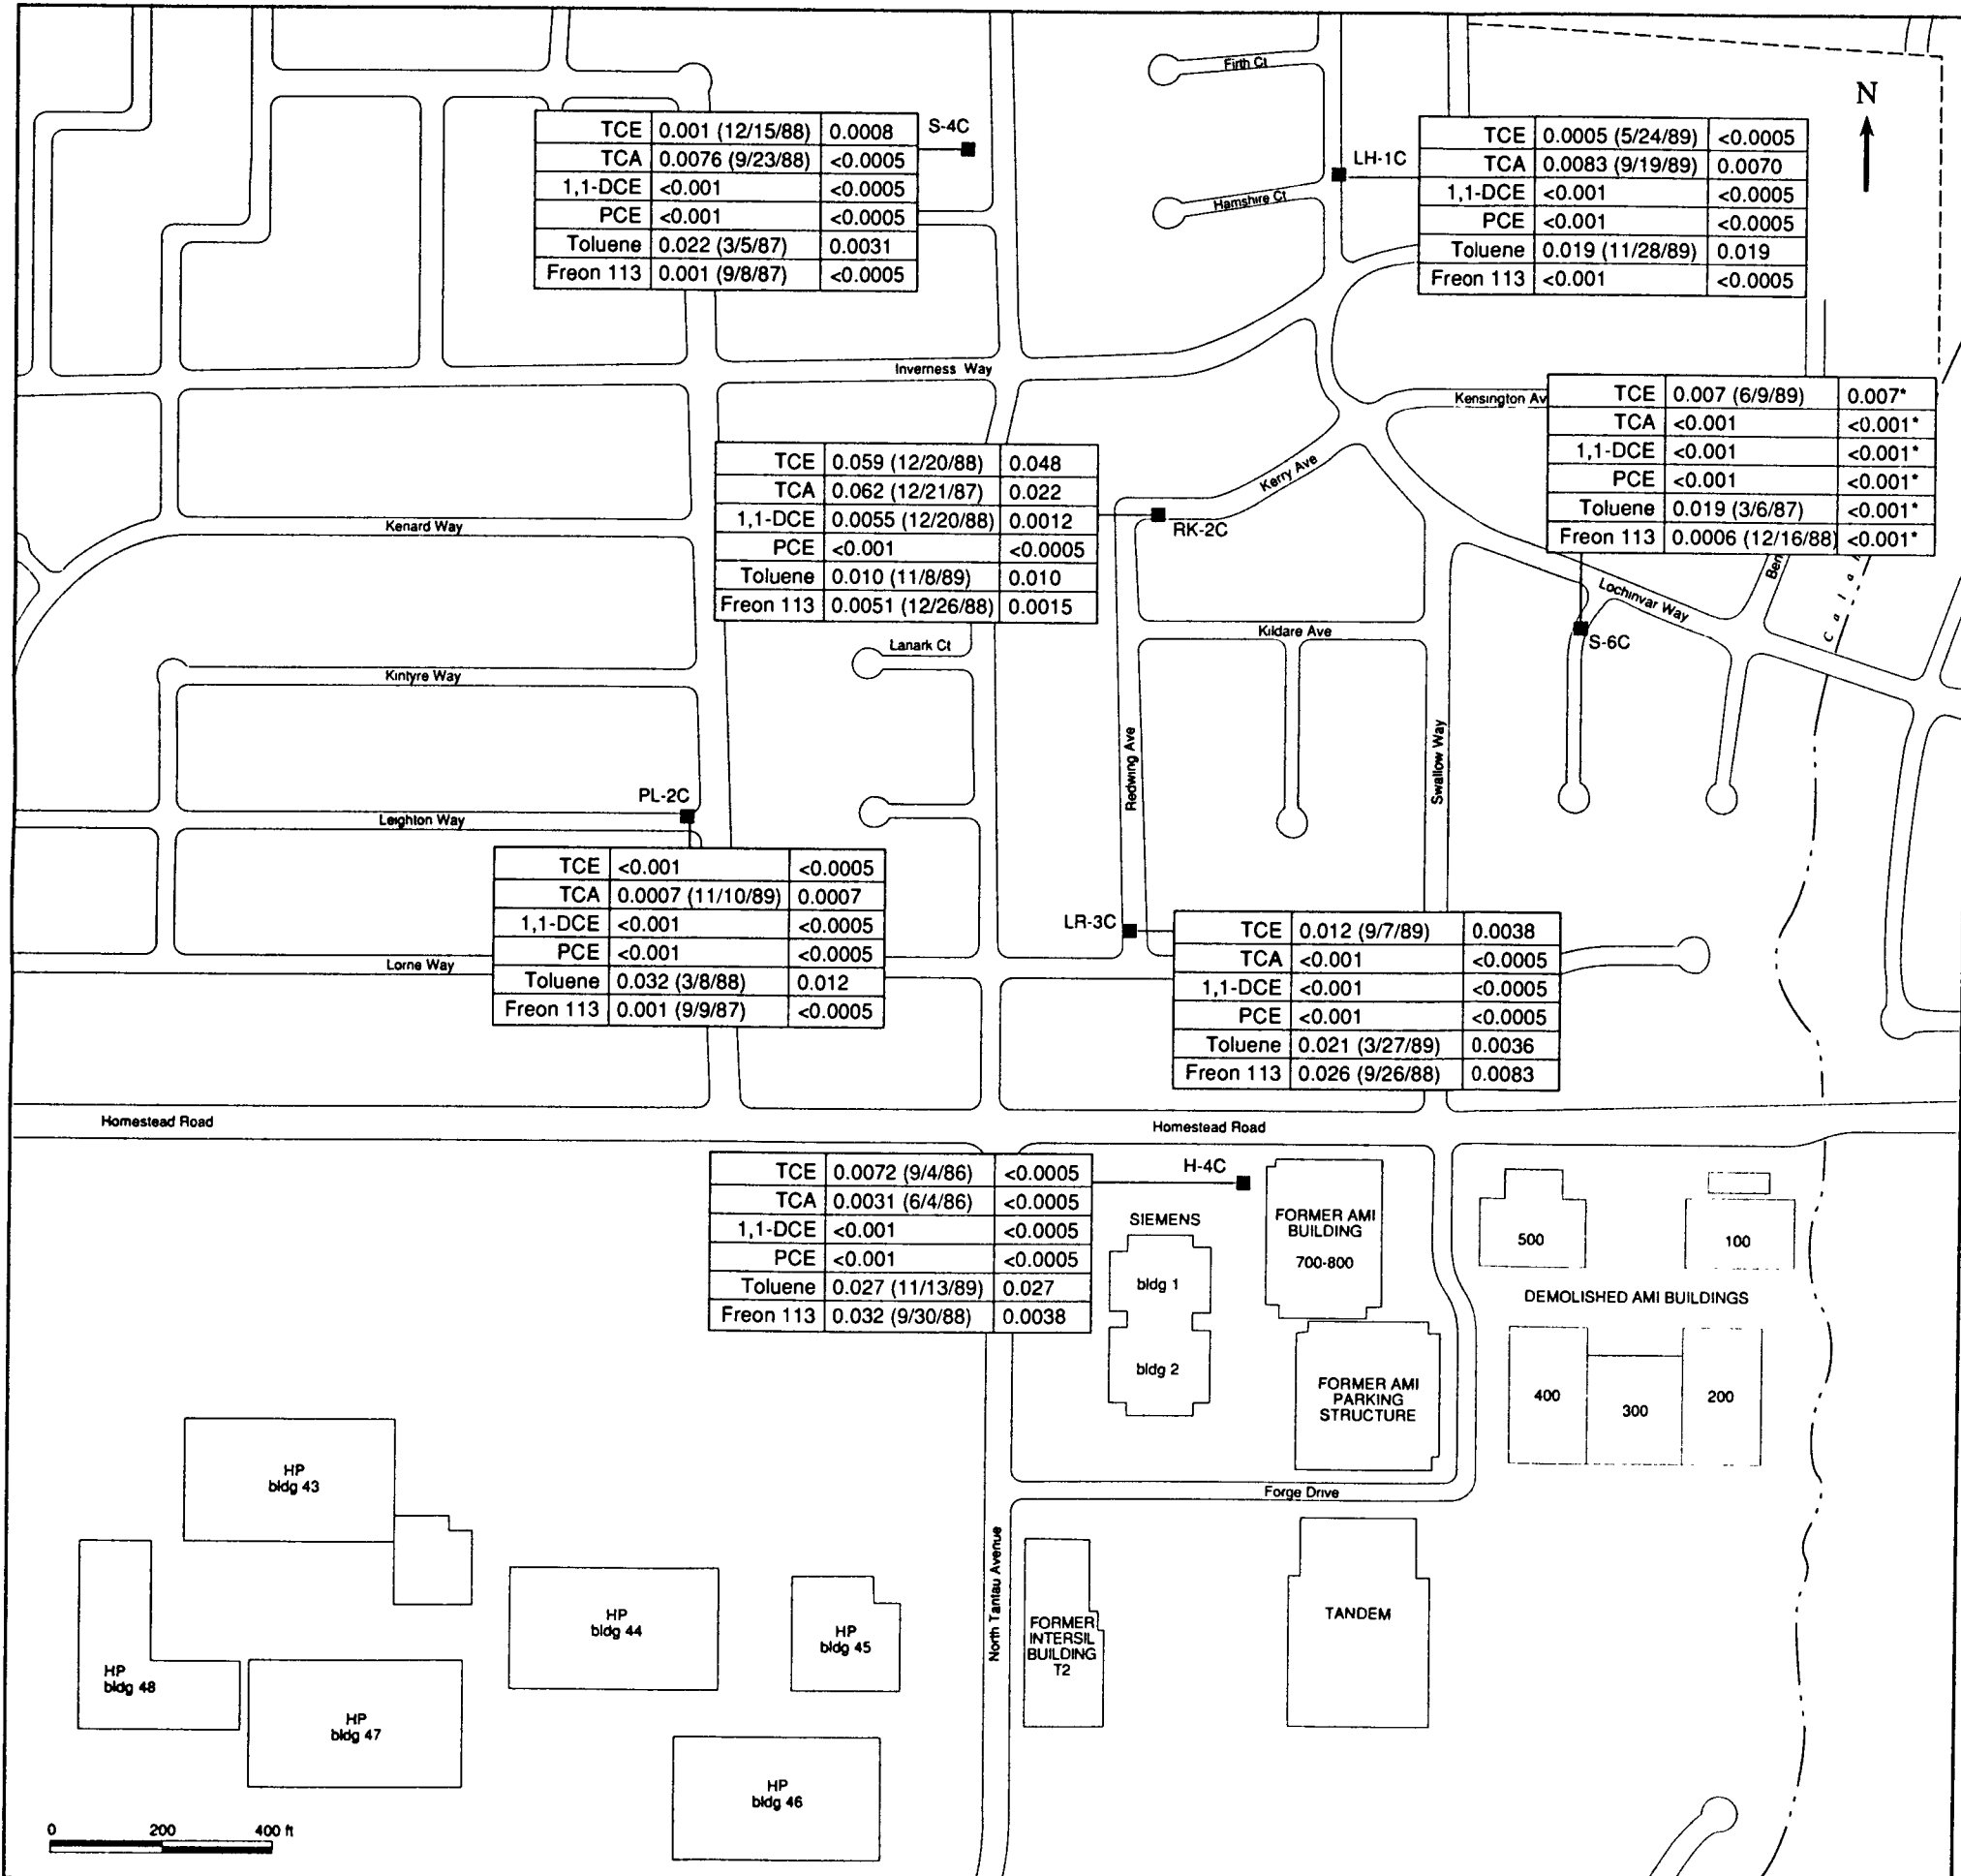 Firth Ct
N
S-4C
TCE 0.001 (12/15/88) 0.0008
TCA 0.0076 (9/23/88) <0.0005
1,1-DCE <0.001 <0.0005
PCE <0.001 <0.0005
Toluene 0.022 (3/5/87) 0.0031
Freon 113 0.001 (9/8/87) <0.0005
LH-1C
TCE 0.0005 (5/24/89) <0.0005
TCA 0.0083 (9/19/89) 0.0070
1,1-DCE <0.001 <0.0005
PCE <0.001 <0.0005
Toluene 0.019 (11/28/89) 0.019
Freon 113 <0.001 <0.0005
Hamshire Ct
Inverness Way
Kensington Av
TCE 0.007 (6/9/89) 0.007*
TCA <0.001 <0.001*
1,1-DCE <0.001 <0.001*
PCE <0.001 <0.001*
Toluene 0.019 (3/6/87) <0.001*
Freon 113 0.0006 (12/16/88) <0.001*
TCE 0.059 (12/20/88) 0.048
TCA 0.062 (12/21/87) 0.022
1,1-DCE 0.0055 (12/20/88) 0.0012
PCE <0.001 <0.0005
Toluene 0.010 (11/8/89) 0.010
Freon 113 0.0051 (12/26/88) 0.0015
Kerry Ave
RK-2C
Kenard Way
Ben
Lochinvar Way
S-6C
Kildare Ave
Lanark Ct
Kintyre Way
Redwing Ave
Swallow Way
PL-2C
Leighton Way
TCE <0.001 <0.0005
TCA 0.0007 (11/10/89) 0.0007
1,1-DCE <0.001 <0.0005
PCE <0.001 <0.0005
Toluene 0.032 (3/8/88) 0.012
Freon 113 0.001 (9/9/87) <0.0005
LR-3C
TCE 0.012 (9/7/89) 0.0038
TCA <0.001 <0.0005
1,1-DCE <0.001 <0.0005
PCE <0.001 <0.0005
Toluene 0.021 (3/27/89) 0.0036
Freon 113 0.026 (9/26/88) 0.0083
Lorne Way
Homestead Road
Homestead Road
TCE 0.0072 (9/4/86) <0.0005
TCA 0.0031 (6/4/86) <0.0005
1,1-DCE <0.001 <0.0005
PCE <0.001 <0.0005
Toluene 0.027 (11/13/89) 0.027
Freon 113 0.032 (9/30/88) 0.0038
H-4C
SIEMENS
bldg 1
bldg 2
FORMER AMI
BUILDING
700-800
500
100
DEMOLISHED AMI BUILDINGS
FORMER AMI
PARKING
STRUCTURE
400
300
200
Forge Drive
North Tantau Avenue
HP
bldg 43
HP
bldg 44
HP
bldg 45
FORMER
INTERSIL
BUILDING
T2
TANDEM
HP
bldg 48
HP
bldg 47
HP
bldg 46
0 200 400 ft